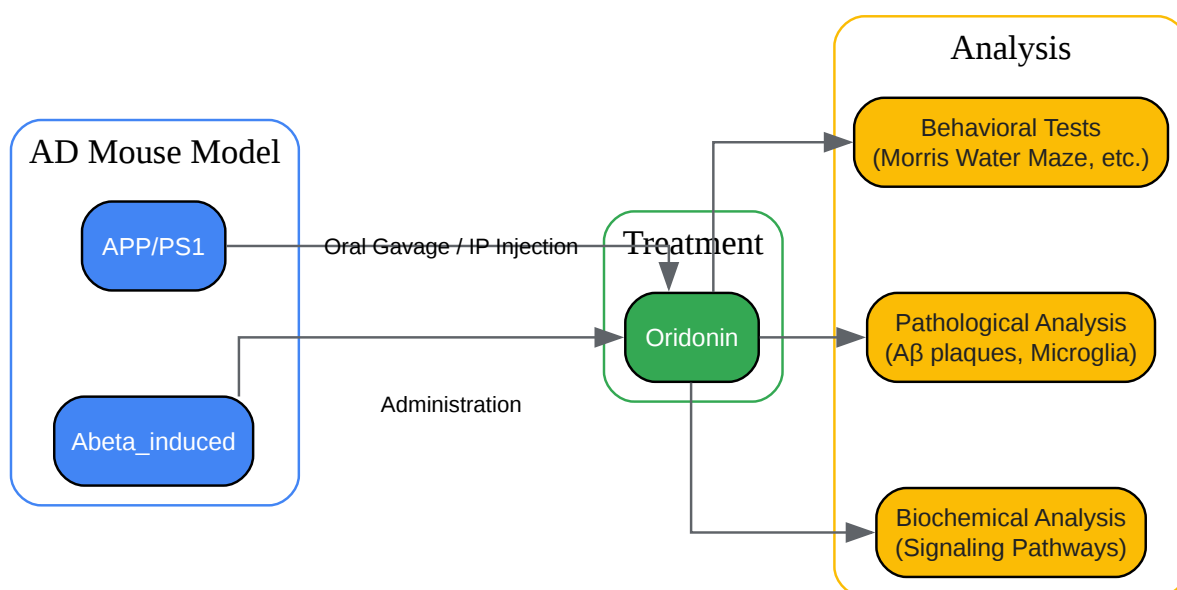 AD Mouse Model
APP/PS1
Abeta_induced
Oral Gavage / IP Injection
Administration
Treatment
Oridonin
Analysis
Behavioral Tests
(Morris Water Maze, etc.)
Pathological Analysis
(Aβ plaques, Microglia)
Biochemical Analysis
(Signaling Pathways)